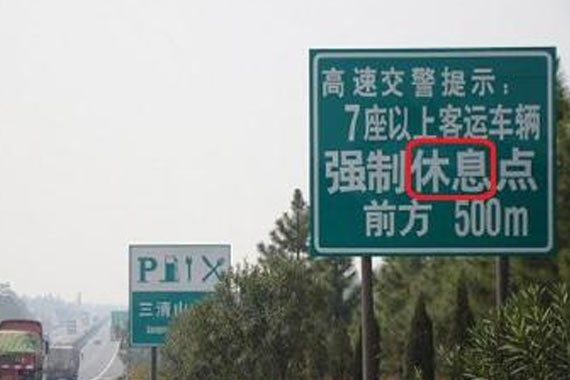 高速交警提示：
7座以上客运车辆
强制休息点
前方 500m
P
三清山